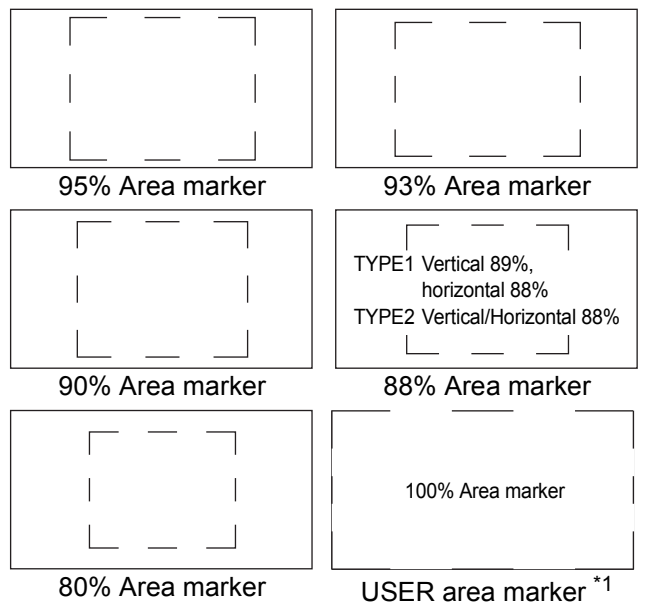 95% Area marker
93% Area marker
TYPE1 Vertical 89%,
horizontal 88%
TYPE2 Vertical/Horizontal 88%
90% Area marker
88% Area marker
100% Area marker
80% Area marker
USER area marker *1